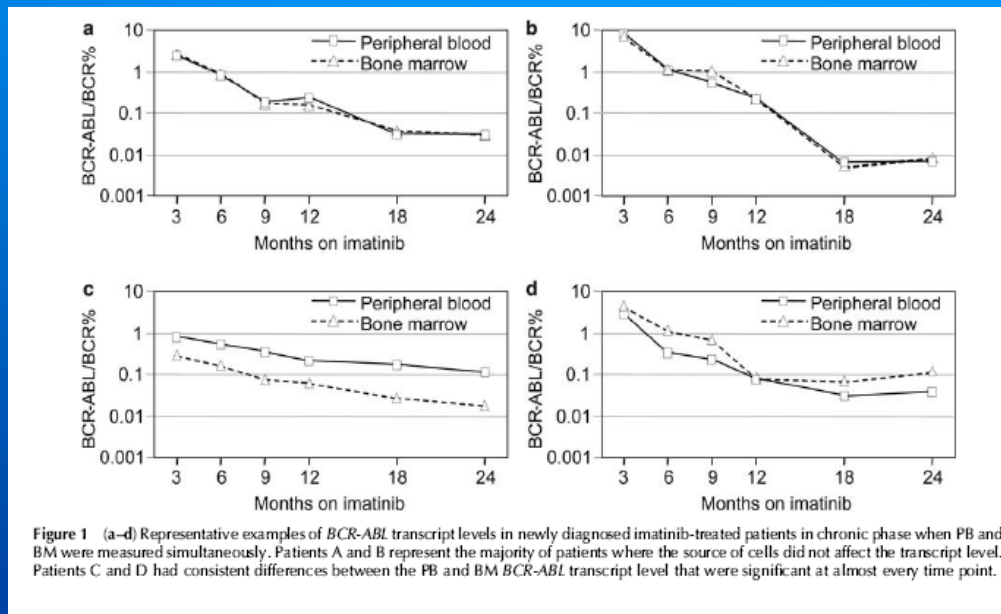 a
Peripheral blood
Bone marrow
BCR-ABL/BCR%
10
1
0.1
0.01
0.001
3 6 9 12 18 24
Months on imatinib
b
Peripheral blood
Bone marrow
BCR-ABL/BCR%
10
1
0.1
0.01
0.001
3 6 9 12 18 24
Months on imatinib
c
Peripheral blood
Bone marrow
BCR-ABL/BCR%
10
1
0.1
0.01
0.001
3 6 9 12 18 24
Months on imatinib
d
Peripheral blood
Bone marrow
BCR-ABL/BCR%
10
1
0.1
0.01
0.001
3 6 9 12 18 24
Months on imatinib
Figure 1 (a–d) Representative examples of BCR-ABL transcript levels in newly diagnosed imatinib-treated patients in chronic phase when PB and
BM were measured simultaneously. Patients A and B represent the majority of patients where the source of cells did not affect the transcript level.
Patients C and D had consistent differences between the PB and BM BCR-ABL transcript level that were significant at almost every time point.